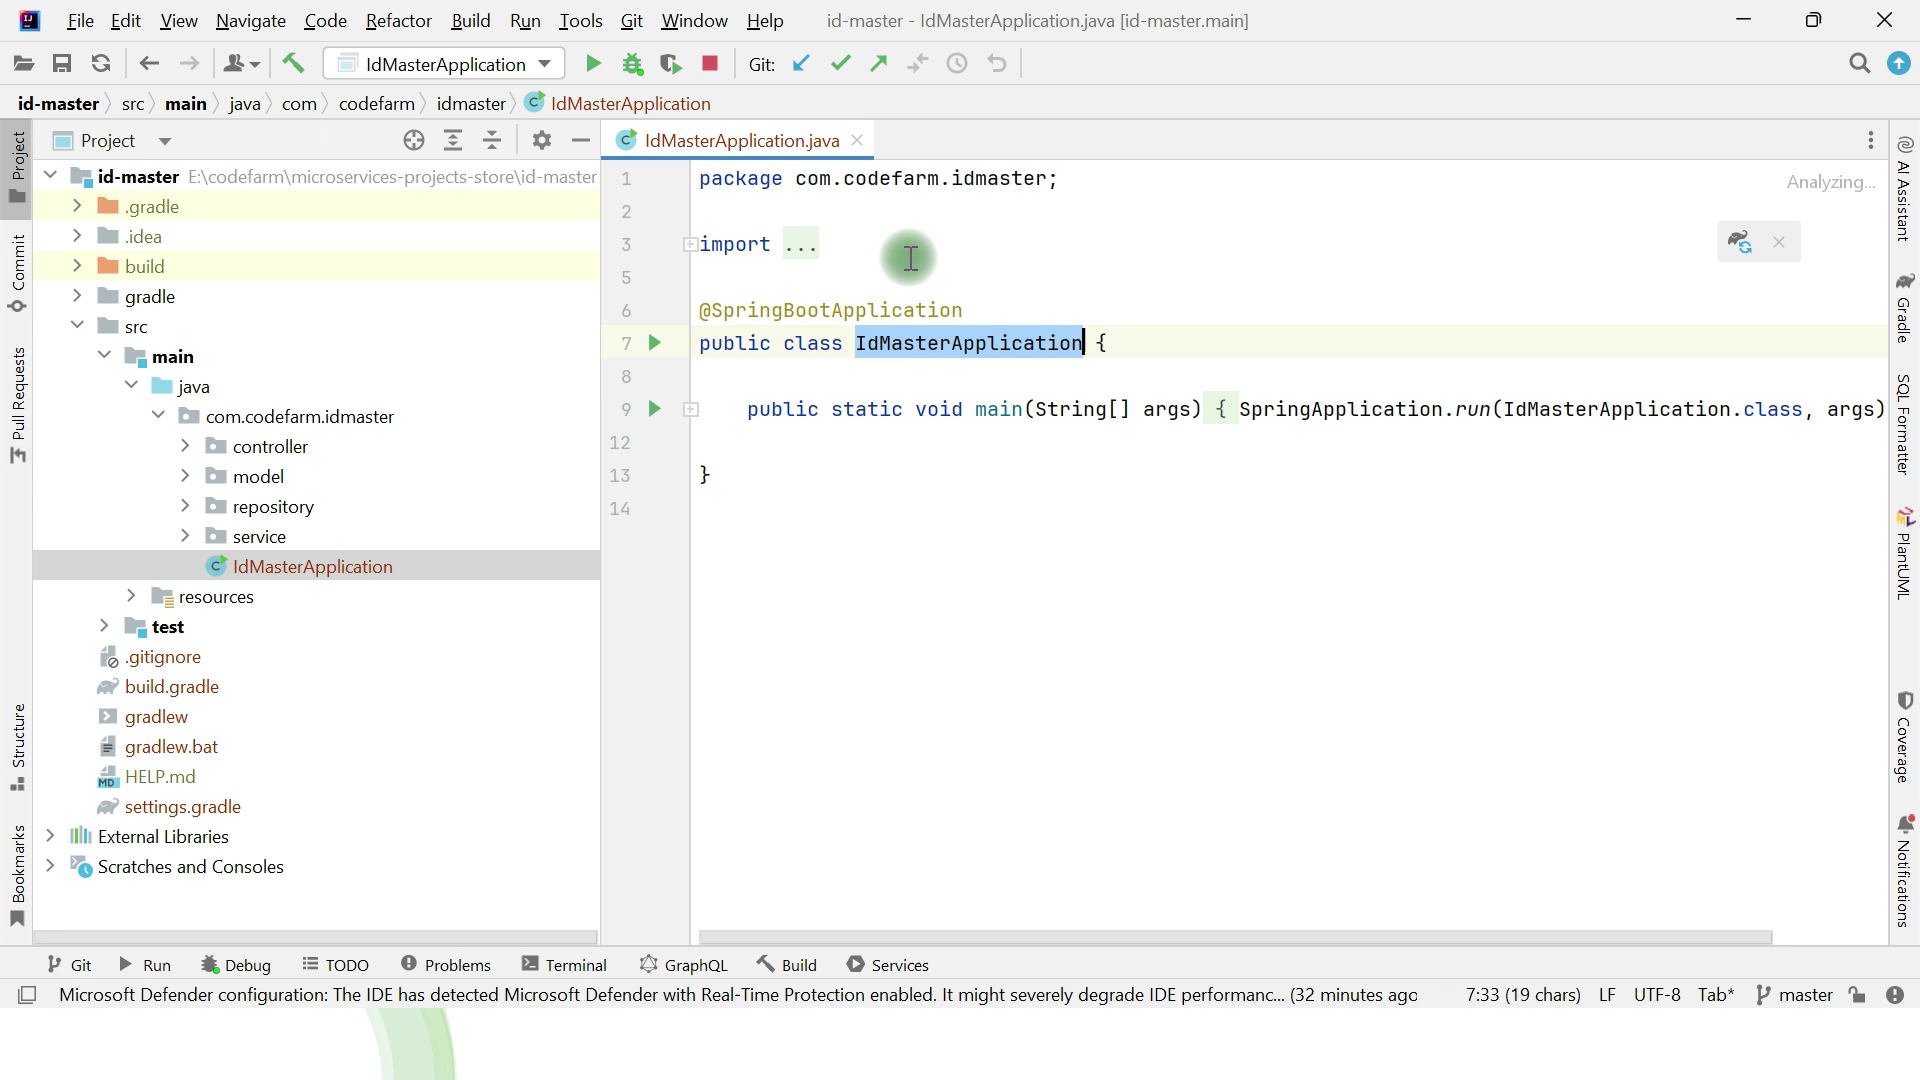 File Edit View Navigate Code Refactor Build Run Tools Git Window Help id-master - IdMasterApplication.java [id-master.main]
IdMasterApplication Git:
id-master src main java com codefarm idmaster IdMasterApplication
Project
IdMasterApplication.java
id-master E:\codefarm\microservices-projects-store\id-master
.gradle
.idea
build
gradle
src
main
java
com.codefarm.idmaster
controller
model
repository
service
IdMasterApplication
resources
test
.gitignore
build.gradle
gradlew
gradlew.bat
HELP.md
settings.gradle
External Libraries
Scratches and Consoles
1 package com.codefarm.idmaster;
2
3 import ...
5
6 @SpringBootApplication
7 public class IdMasterApplication {
8
9 public static void main(String[] args) { SpringApplication.run(IdMasterApplication.class, args)
12
13 }
14
Analyzing...
Project
Commit
Pull Requests
Structure
Bookmarks
AI Assistant
Gradle
SQL Formatter
PlantUML
Coverage
Notifications
Git Run Debug TODO Problems Terminal GraphQL Build Services
Microsoft Defender configuration: The IDE has detected Microsoft Defender with Real-Time Protection enabled. It might severely degrade IDE performanc... (32 minutes ago 7:33 (19 chars) LF UTF-8 Tab* master